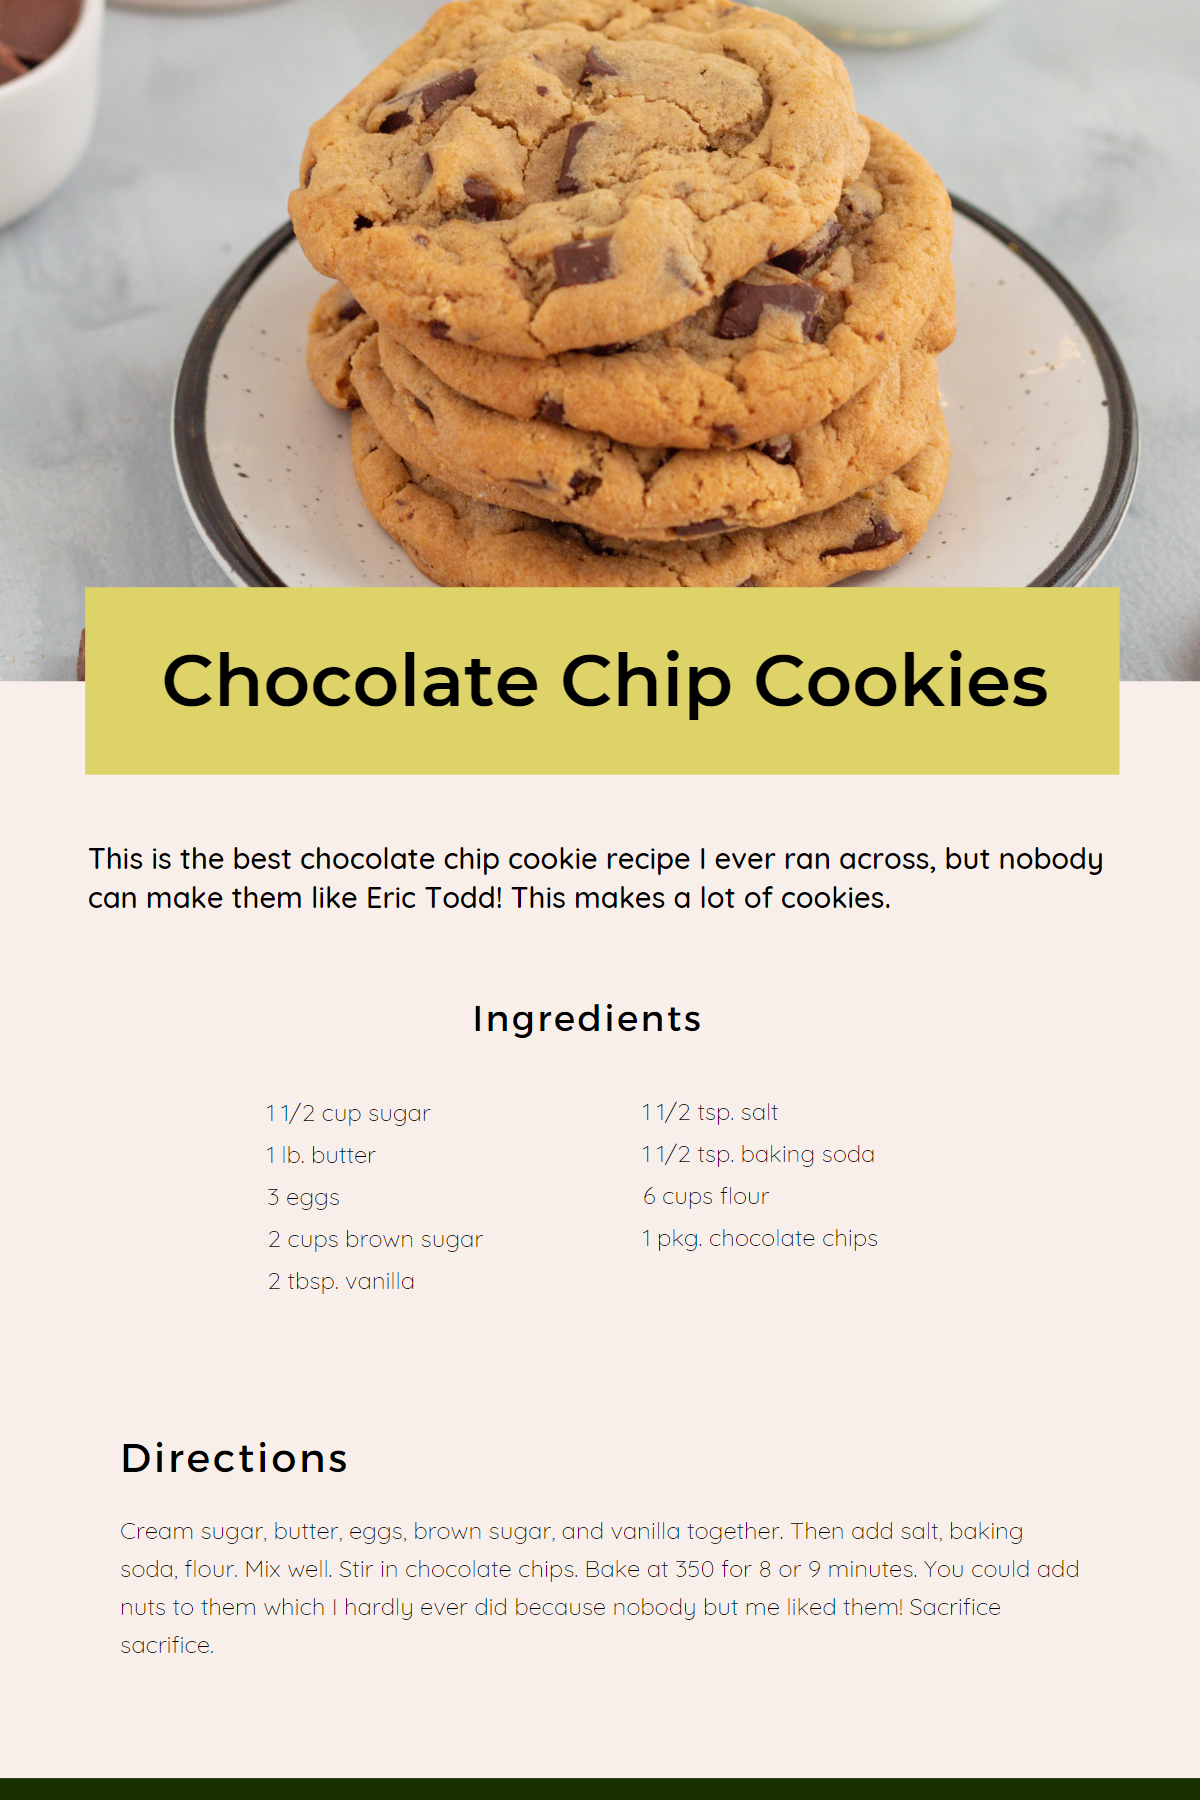 Chocolate Chip Cookies
This is the best chocolate chip cookie recipe I ever ran across, but nobody
can make them like Eric Todd! This makes a lot of cookies.
Ingredients
1 1/2 cup sugar
1 lb. butter
3 eggs
2 cups brown sugar
2 tbsp. vanilla
1 1/2 tsp. salt
1 1/2 tsp. baking soda
6 cups flour
1 pkg. chocolate chips
Directions
Cream sugar, butter, eggs, brown sugar, and vanilla together. Then add salt, baking
soda, flour. Mix well. Stir in chocolate chips. Bake at 350 for 8 or 9 minutes. You could add
nuts to them which I hardly ever did because nobody but me liked them! Sacrifice
sacrifice.